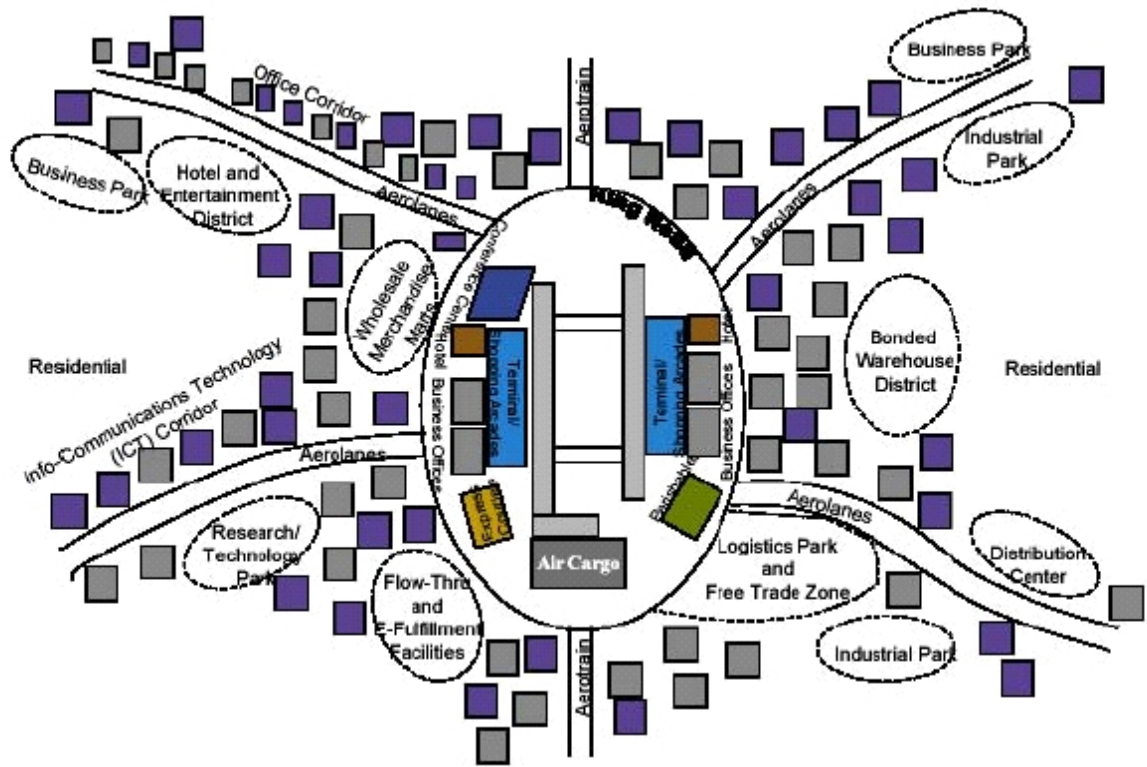 Business Park
Office Corridor
Aerotrain
Industrial
Park
Business Park
Hotel and
Entertainment
District
Aerolanes
Ring Road
Aerolanes
Conference Center
Wholesale
Merchandise
Marts
Hotel
Terminal/
Shopping Arcades
Terminal/
Shopping Arcades
Hotel
Bonded
Warehouse
District
Residential
Residential
Info-Communications Technology
(ICT) Corridor
Business Offices
Business Offices
Aerolanes
Express
Courier
Perishables
Aerolanes
Research/
Technology
Park
Air Cargo
Logistics Park
and
Free Trade Zone
Distribution
Center
Flow-Thru
and
E-Fulfillment
Facilities
Industrial Park
Aerotrain